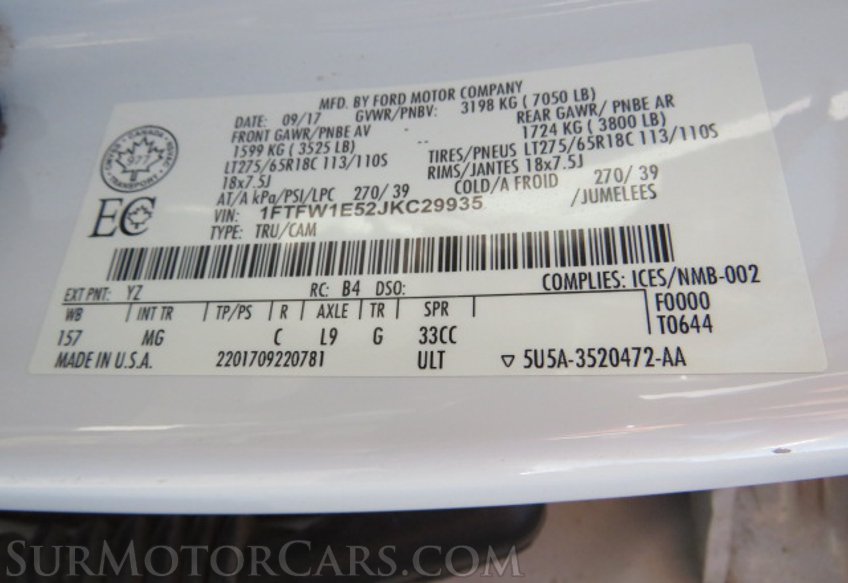 MFD. BY FORD MOTOR COMPANY
DATE: 09/17 GVWR/PNBV: 3198 KG ( 7050 LB)
FRONT GAWR/PNBE AV REAR GAWR/ PNBE AR
1599 KG ( 3525 LB) 1724 KG ( 3800 LB)
LT275/65R18C 113/110S TIRES/PNEUS LT275/65R18C 113/110S
18x7.5J RIMS/JANTES 18x7.5J
AT/A kPa/PSI/LPC 270/ 39 COLD/A FROID 270/ 39
VIN: 1FTFW1E52JKC29935 /JUMELEES
TYPE: TRU/CAM
CANADA
TRANSPORT
977
EC
COMPLIES: ICES/NMB-002
EXT PNT: YZ RC: B4 DSO:
WB INT TR TP/PS R AXLE TR SPR F0000
157 MG C L9 G 33CC T0644
MADE IN U.S.A. 2201709220781 ULT 5U5A-3520472-AA
SurMotorCars.com